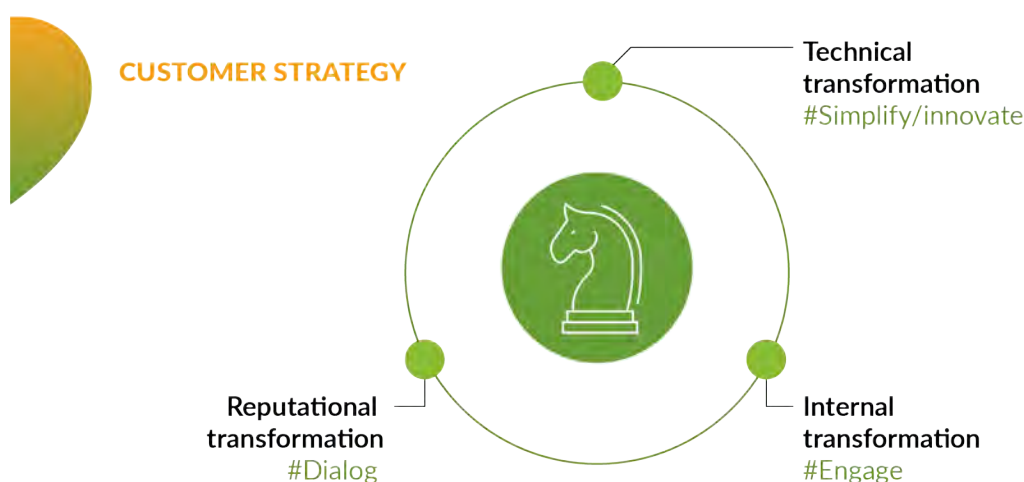 CUSTOMER STRATEGY
Technical
transformation
#Simplify/innovate
Reputational
transformation
#Dialog
Internal
transformation
#Engage